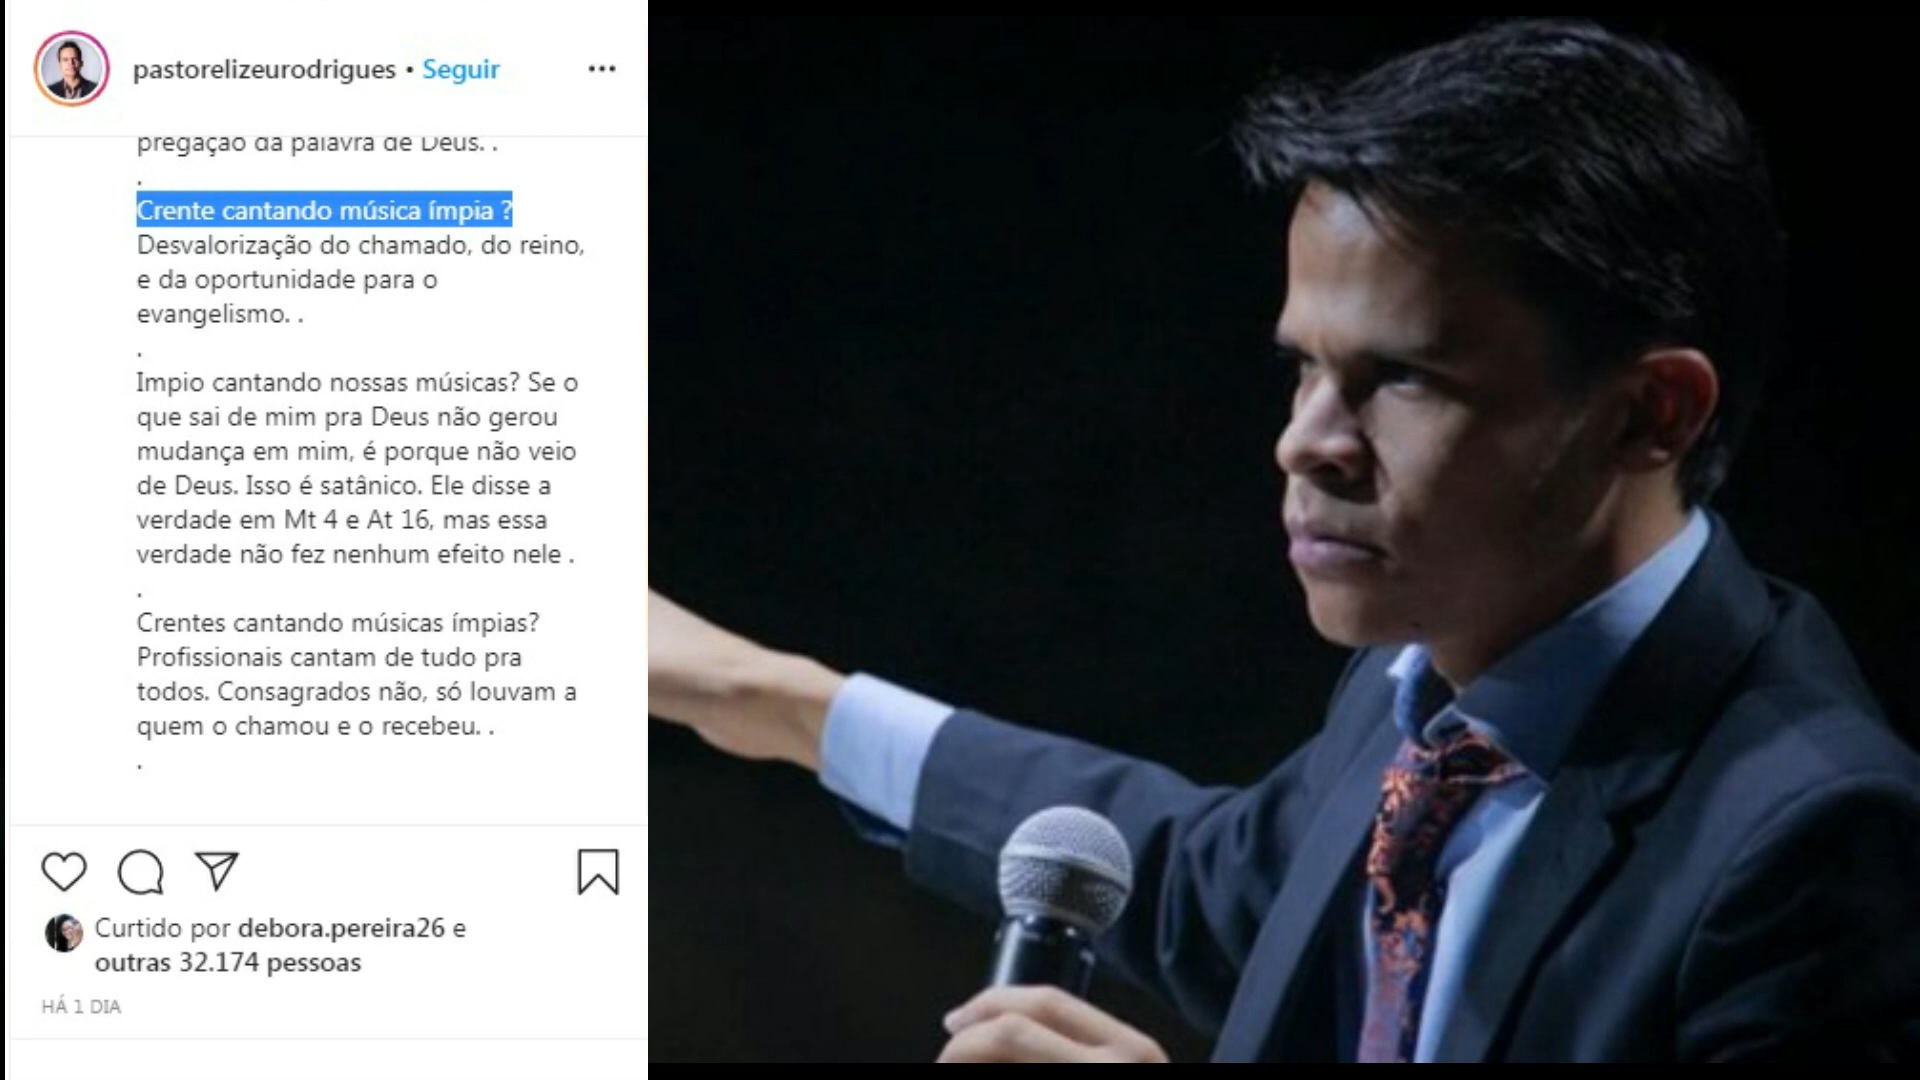 pastorelizeurodrigues • Seguir
pregação da palavra de Deus. .
.
Crente cantando música ímpia ?
Desvalorização do chamado, do reino,
e da oportunidade para o
evangelismo. .
.
Impio cantando nossas músicas? Se o
que sai de mim pra Deus não gerou
mudança em mim, é porque não veio
de Deus. Isso é satânico. Ele disse a
verdade em Mt 4 e At 16, mas essa
verdade não fez nenhum efeito nele .
.
Crentes cantando músicas ímpias?
Profissionais cantam de tudo pra
todos. Consagrados não, só louvam a
quem o chamou e o recebeu. .
.
Curtido por debora.pereira26 e
outras 32.174 pessoas
HÁ 1 DIA